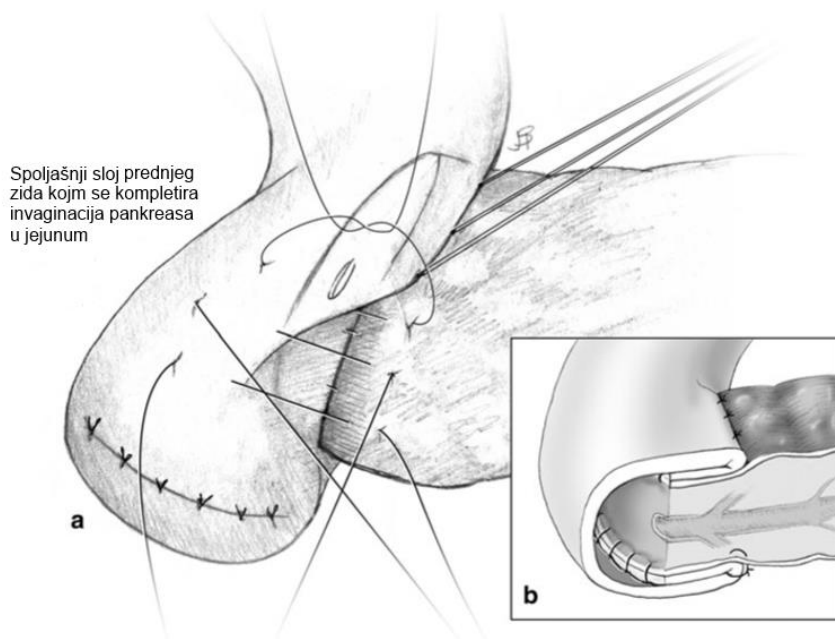 Spoljašnji sloj prednjeg
zida kojm se kompletira
invaginacija pankreasa
u jejunum
a
b